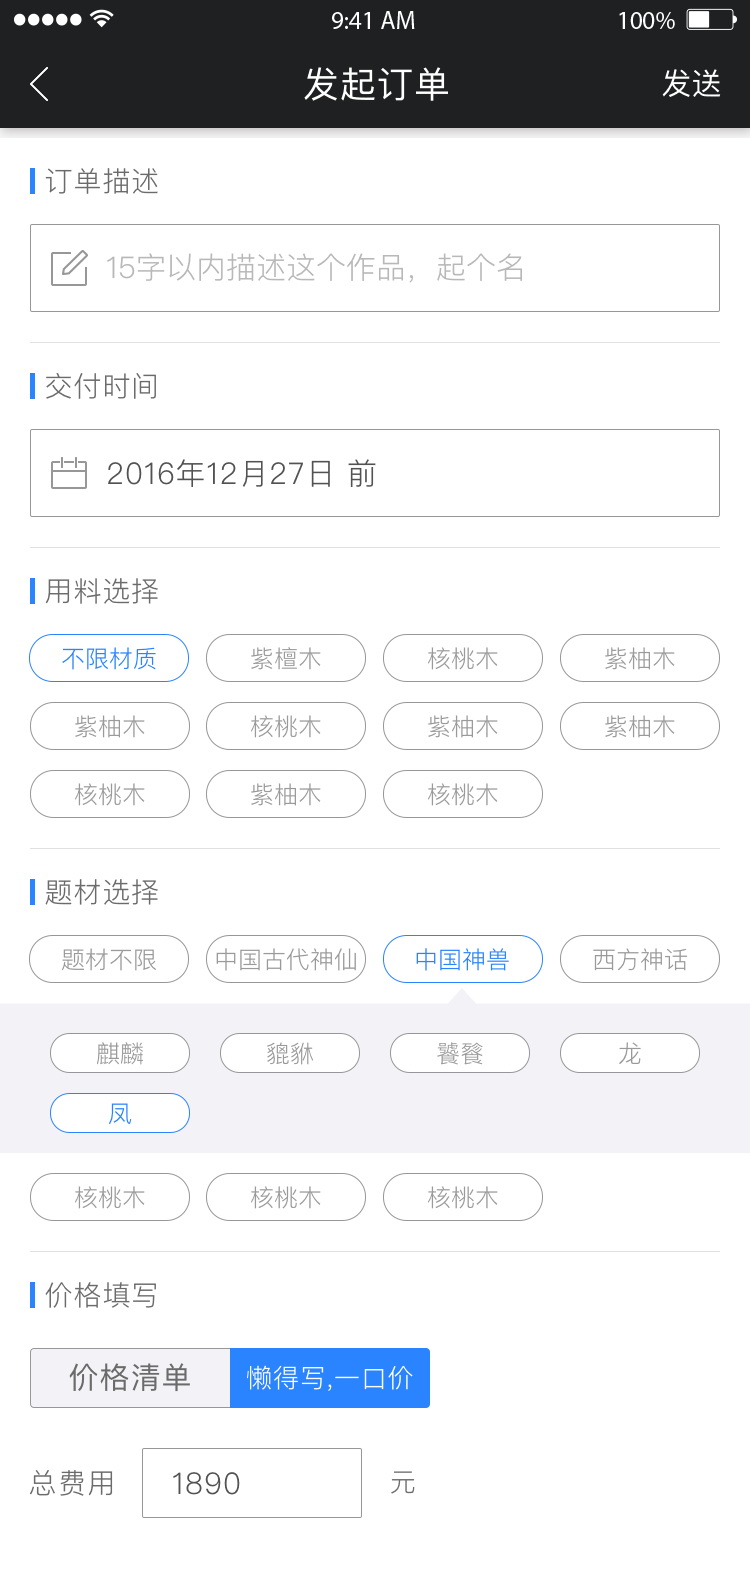 9:41 AM 100%
发起订单 发送
订单描述
15字以内描述这个作品，起个名
交付时间
2016年12月27日 前
用料选择
不限材质 紫檀木 核桃木 紫柚木
紫柚木 核桃木 紫柚木 紫柚木
核桃木 紫柚木 核桃木
题材选择
题材不限 中国古代神仙 中国神兽 西方神话
麒麟 貔貅 饕餮 龙
凤
核桃木 核桃木 核桃木
价格填写
价格清单 懒得写,一口价
总费用 1890 元